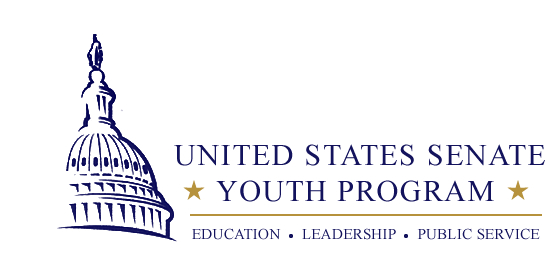 UNITED STATES SENATE
★ YOUTH PROGRAM ★
EDUCATION • LEADERSHIP • PUBLIC SERVICE